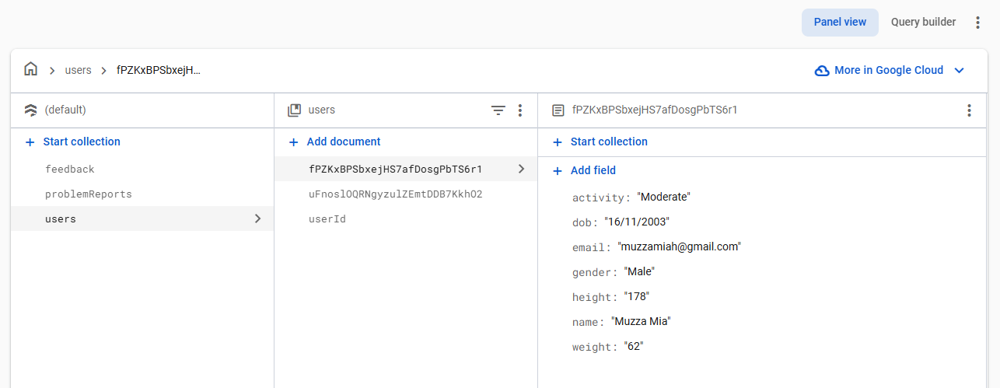 Panel view Query builder
users fPZKxBPSbxejH... More in Google Cloud
(default) users fPZKxBPSbxejHS7afDosgPbTS6r1
Start collection
feedback
problemReports
users
Add document
fPZKxBPSbxejHS7afDosgPbTS6r1
uFnoslOQRNgyzulZEmtDDB7KkhO2
userId
Start collection
Add field
activity: "Moderate"
dob: "16/11/2003"
email: "muzzamiah@gmail.com"
gender: "Male"
height: "178"
name: "Muzza Mia"
weight: "62"